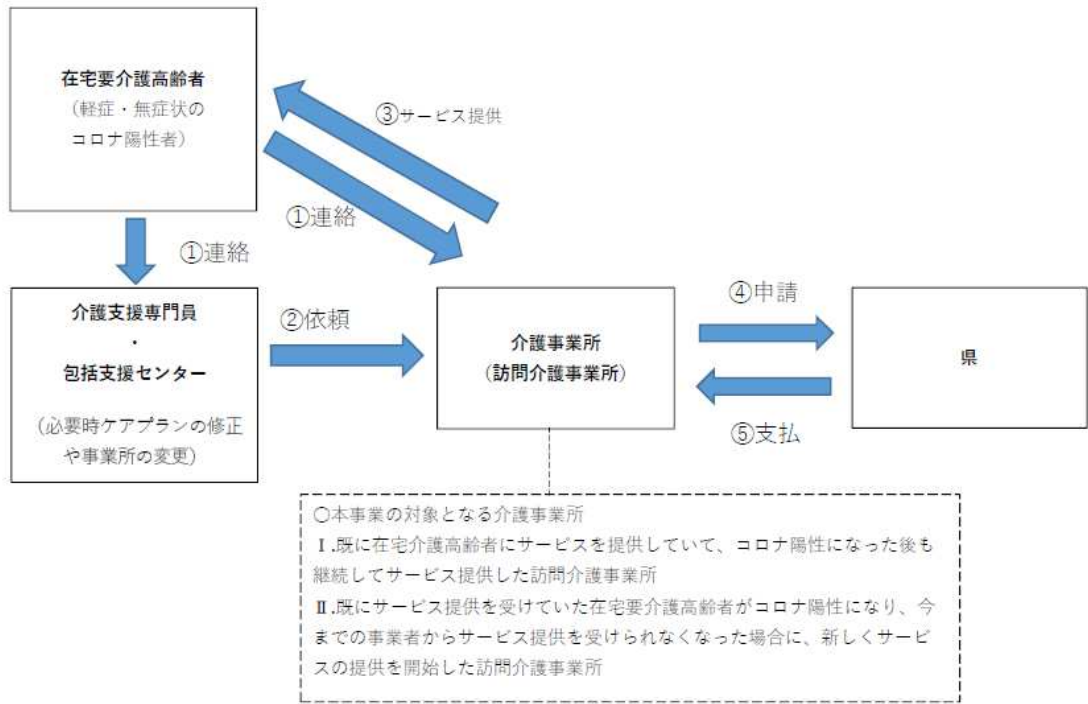 在宅要介護高齢者
（軽症・無症状の
コロナ陽性者）
③サービス提供
①連絡
①連絡
介護支援専門員
・
包括支援センター
（必要時ケアプランの修正
や事業所の変更）
②依頼
介護事業所
（訪問介護事業所）
④申請
⑤支払
県
〇本事業の対象となる介護事業所
Ⅰ.既に在宅介護高齢者にサービスを提供していて、コロナ陽性になった後も
継続してサービス提供した訪問介護事業所
Ⅱ.既にサービス提供を受けていた在宅要介護高齢者がコロナ陽性になり、今
までの事業者からサービス提供を受けられなくなった場合に、新しくサービ
スの提供を開始した訪問介護事業所